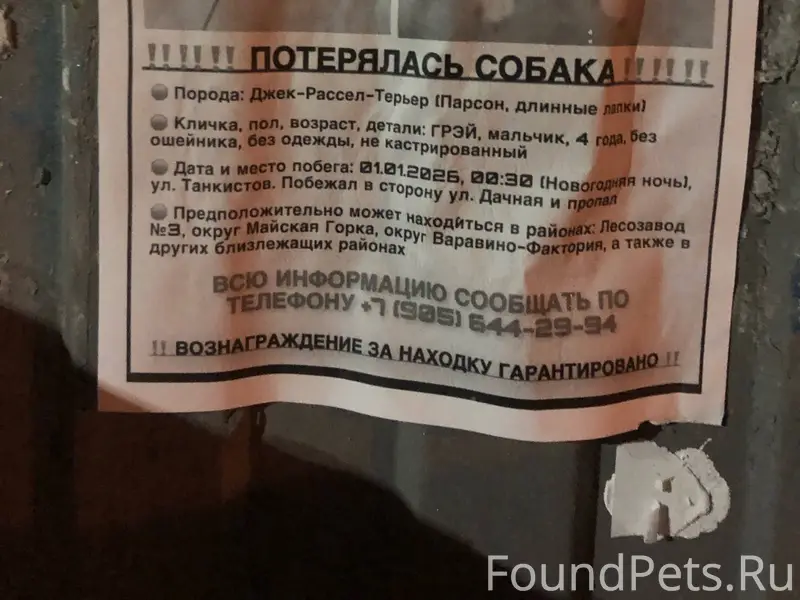 !!!!!! ПОТЕРЯЛАСЬ СОБАКА !!!!!!
Порода: Джек-Рассел-Терьер (Парсон, длинные лапки)
Кличка, пол, возраст, детали: ГРЭЙ, мальчик, 4 года, без
ошейника, без одежды, не кастрированный
Дата и место побега: 01.01.2026, 00:30 (Новогодняя ночь),
ул. Танкистов. Побежал в сторону ул. Дачная и пропал
Предположительно может находиться в районах: Лесозавод
№3, округ Майская Горка, округ Варавино-Фактория, а также в
других близлежащих районах
ВСЮ ИНФОРМАЦИЮ СООБЩАТЬ ПО
ТЕЛЕФОНУ +7 (905) 644-29-94
!! ВОЗНАГРАЖДЕНИЕ ЗА НАХОДКУ ГАРАНТИРОВАНО !!
FoundPets.Ru